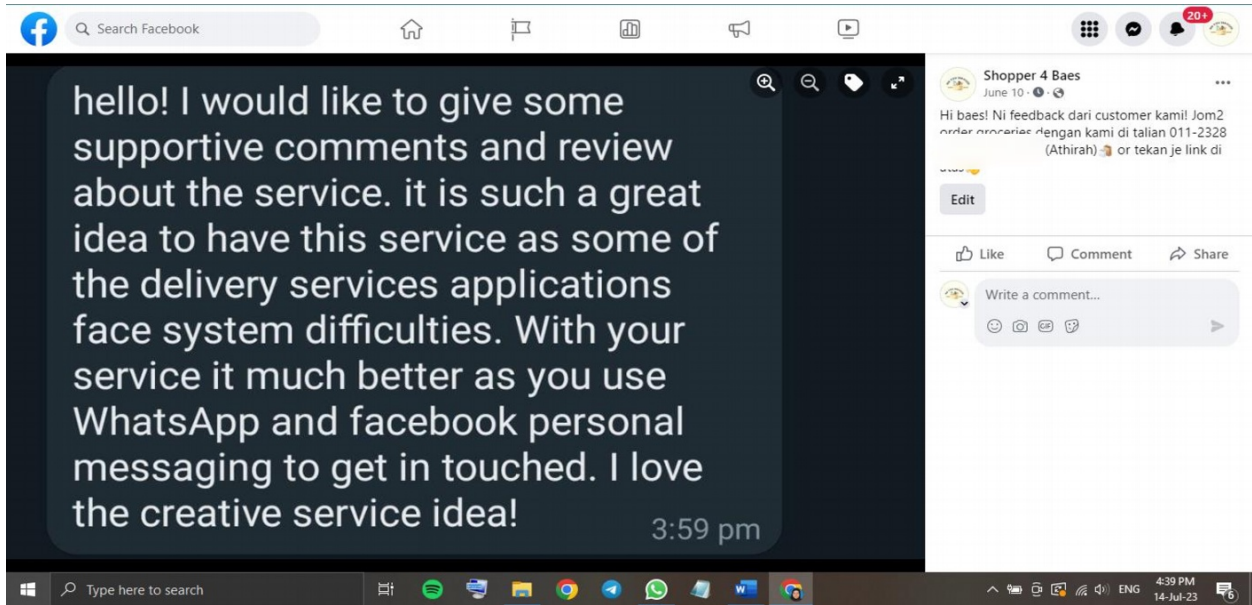 Search Facebook
20+
hello! I would like to give some
supportive comments and review
about the service. it is such a great
idea to have this service as some of
the delivery services applications
face system difficulties. With your
service it much better as you use
WhatsApp and facebook personal
messaging to get in touched. I love
the creative service idea!
3:59 pm
Shopper 4 Baes
June 10
Hi baes! Ni feedback dari customer kami! Jom2
order groceries dengan kami di talian 011-2328
(Athirah) or tekan je link di
Edit
Like Comment Share
Write a comment...
GIF
Type here to search
ENG
4:39 PM
14-Jul-23
6